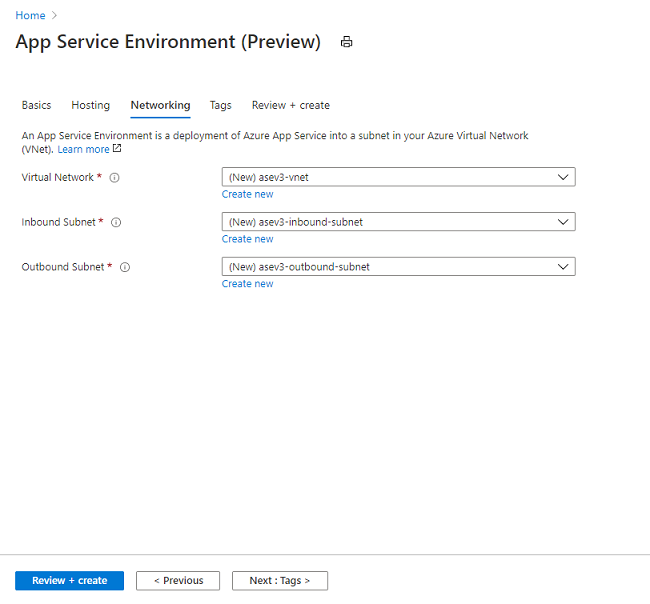 Home >
App Service Environment (Preview)
Basics Hosting Networking Tags Review + create
An App Service Environment is a deployment of Azure App Service into a subnet in your Azure Virtual Network
(VNet). Learn more
Virtual Network * (New) asev3-vnet
Create new
Inbound Subnet * (New) asev3-inbound-subnet
Create new
Outbound Subnet * (New) asev3-outbound-subnet
Create new
Review + create < Previous Next : Tags >